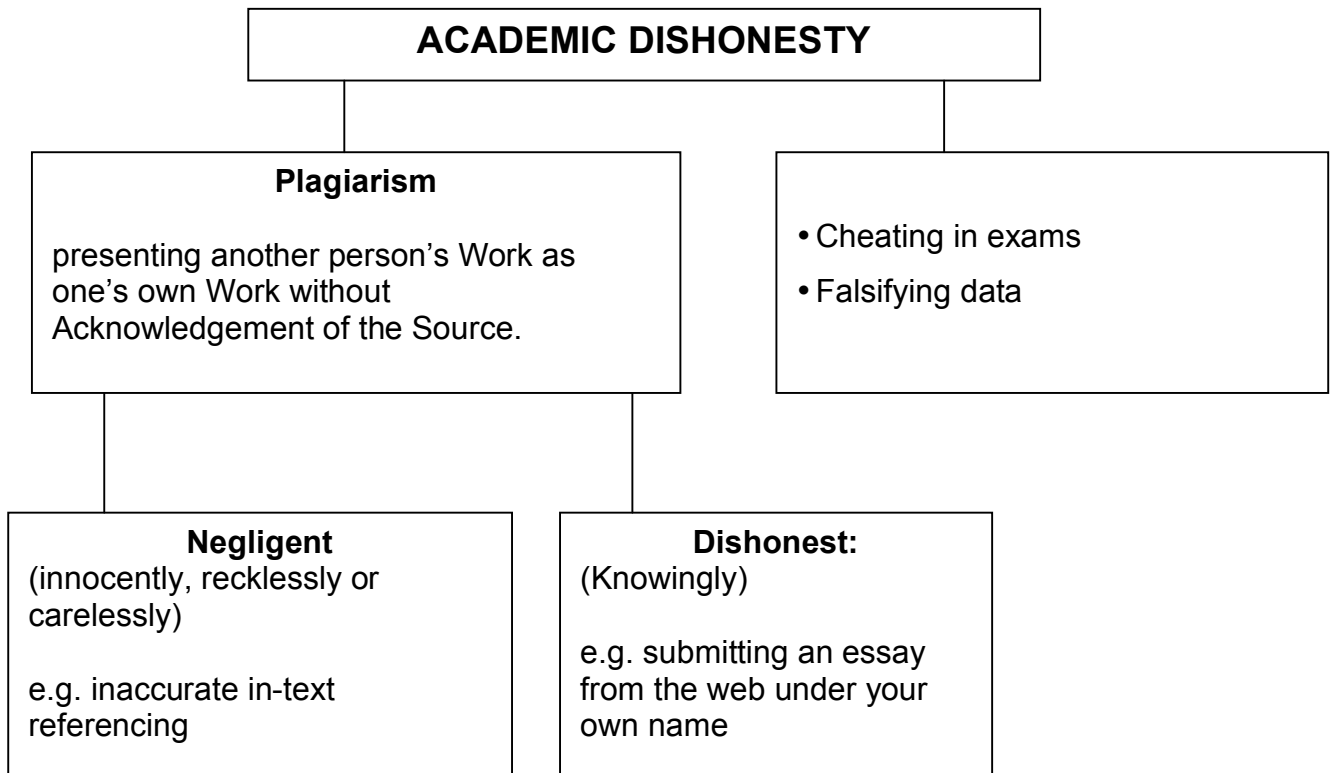 ACADEMIC DISHONESTY
Plagiarism
presenting another person’s Work as
one’s own Work without
Acknowledgement of the Source.
• Cheating in exams
• Falsifying data
Negligent
(innocently, recklessly or
carelessly)
e.g. inaccurate in-text
referencing
Dishonest:
(Knowingly)
e.g. submitting an essay
from the web under your
own name